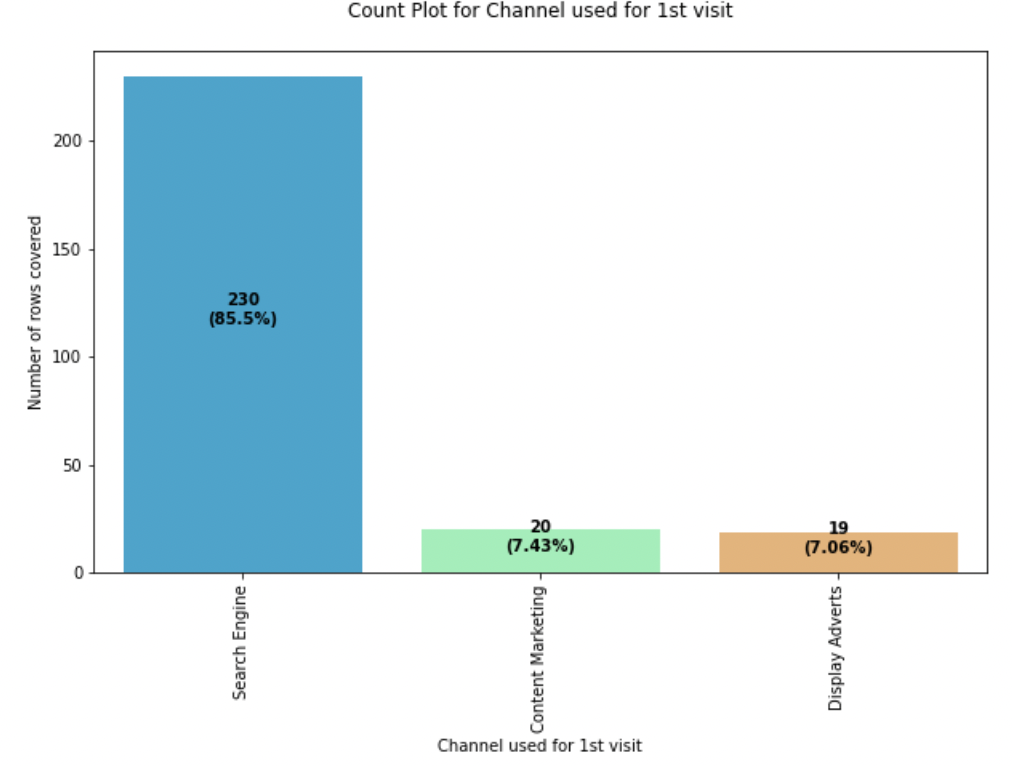 Count Plot for Channel used for 1st visit
Number of rows covered
200
150
100
50
0
230
(85.5%)
20
(7.43%)
19
(7.06%)
Search Engine
Content Marketing
Display Adverts
Channel used for 1st visit